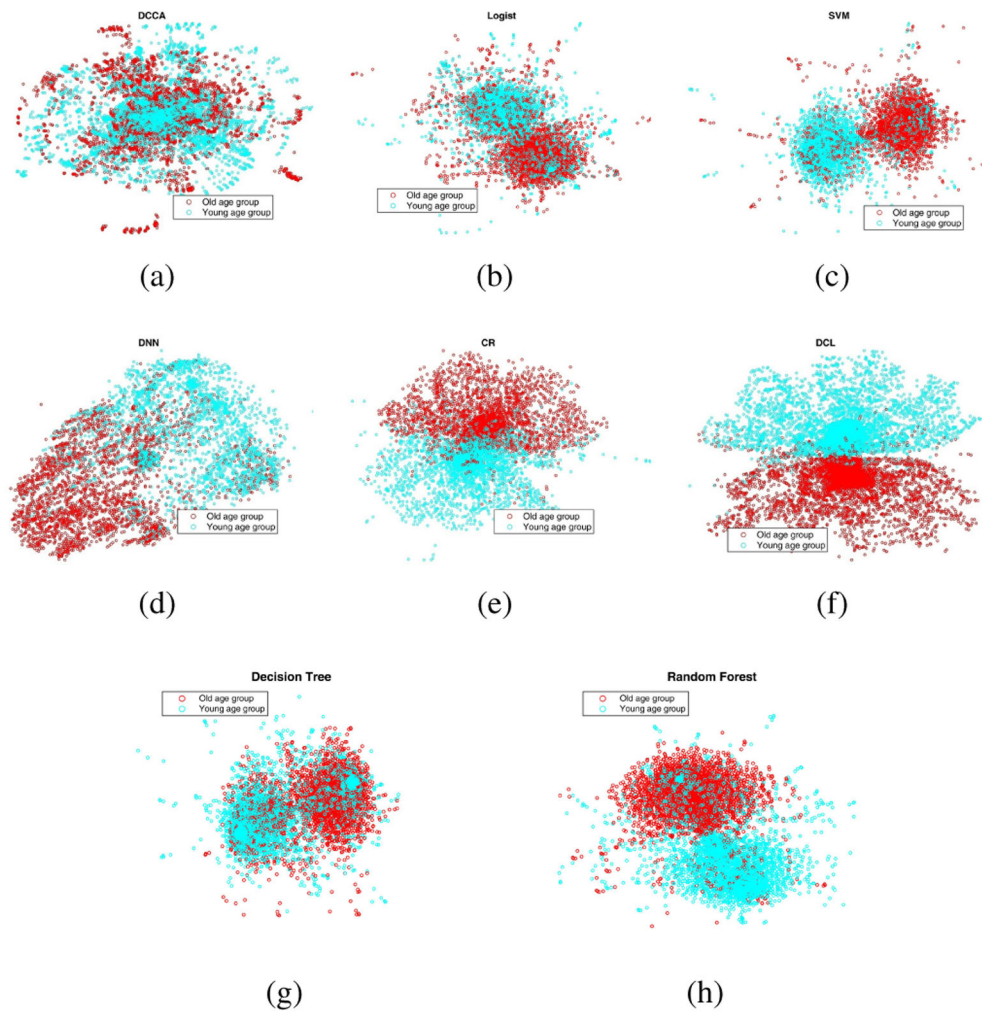 DCCA
Old age group
Young age group
(a)
Logist
Old age group
Young age group
(b)
SVM
Old age group
Young age group
(c)
DNN
Old age group
Young age group
(d)
CR
Old age group
Young age group
(e)
DCL
Old age group
Young age group
(f)
Decision Tree
Old age group
Young age group
(g)
Random Forest
Old age group
Young age group
(h)